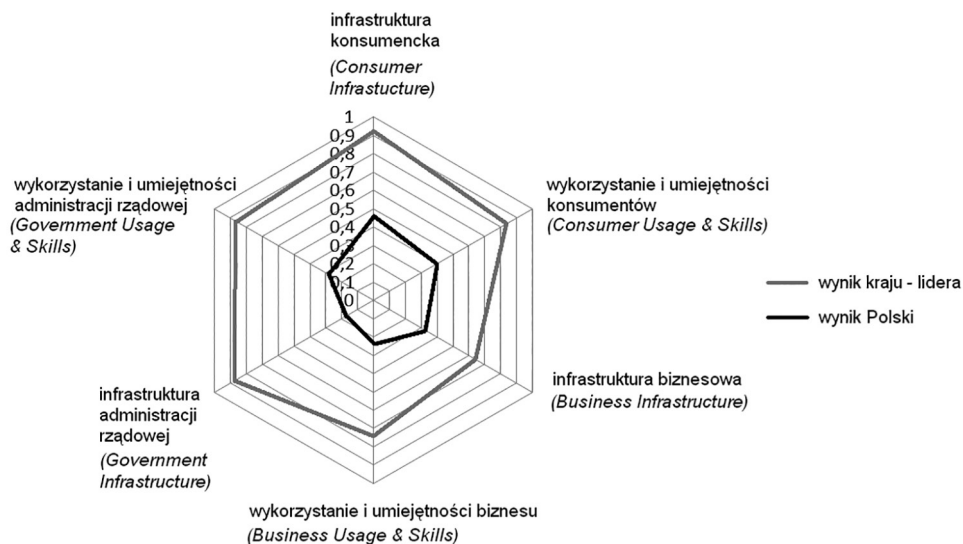 infrastruktura
konsumencka
(Consumer
Infrastucture)
1
0,9
0,8
0,7
0,6
0,5
0,4
0,3
0,2
0,1
0
wykorzystanie i umiejętności
administracji rządowej
(Government Usage
& Skills)
wykorzystanie i umiejętności
konsumentów
(Consumer Usage & Skills)
wynik kraju - lidera
wynik Polski
infrastruktura biznesowa
(Business Infrastructure)
infrastruktura
administracji
rządowej
(Government
Infrastructure)
wykorzystanie i umiejętności biznesu
(Business Usage & Skills)